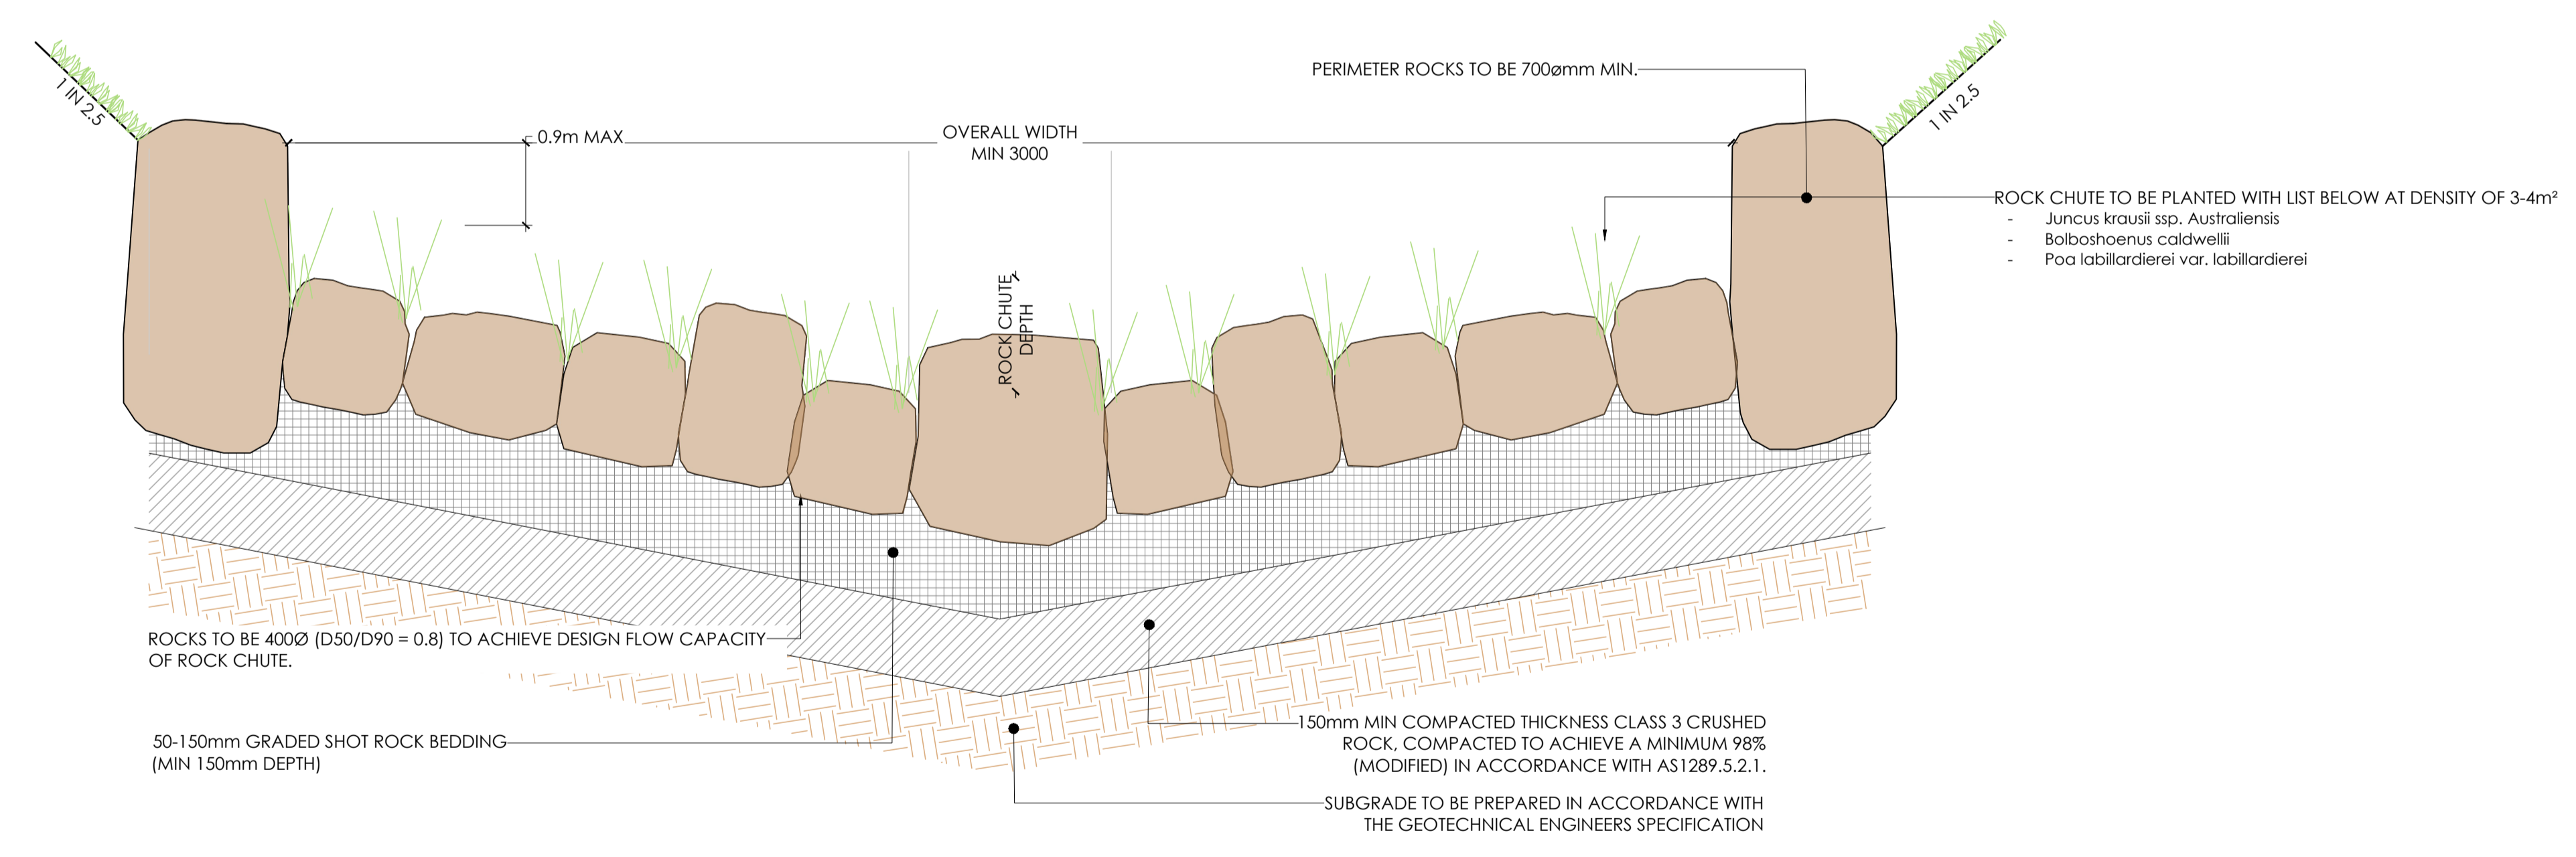 PERIMETER ROCKS TO BE 700ømm MIN.
1 IN 2.5
1 IN 2.5
0.9m MAX
OVERALL WIDTH
MIN 3000
ROCK CHUTE TO BE PLANTED WITH LIST BELOW AT DENSITY OF 3-4m²
- Juncus krausii ssp. Australiensis
- Bolboshoenus caldwellii
- Poa labillardierei var. labillardierei
ROCK CHUTE
DEPTH
ROCKS TO BE 400Ø (D50/D90 = 0.8) TO ACHIEVE DESIGN FLOW CAPACITY
OF ROCK CHUTE.
50-150mm GRADED SHOT ROCK BEDDING
(MIN 150mm DEPTH)
150mm MIN COMPACTED THICKNESS CLASS 3 CRUSHED
ROCK, COMPACTED TO ACHIEVE A MINIMUM 98%
(MODIFIED) IN ACCORDANCE WITH AS1289.5.2.1.
SUBGRADE TO BE PREPARED IN ACCORDANCE WITH
THE GEOTECHNICAL ENGINEERS SPECIFICATION